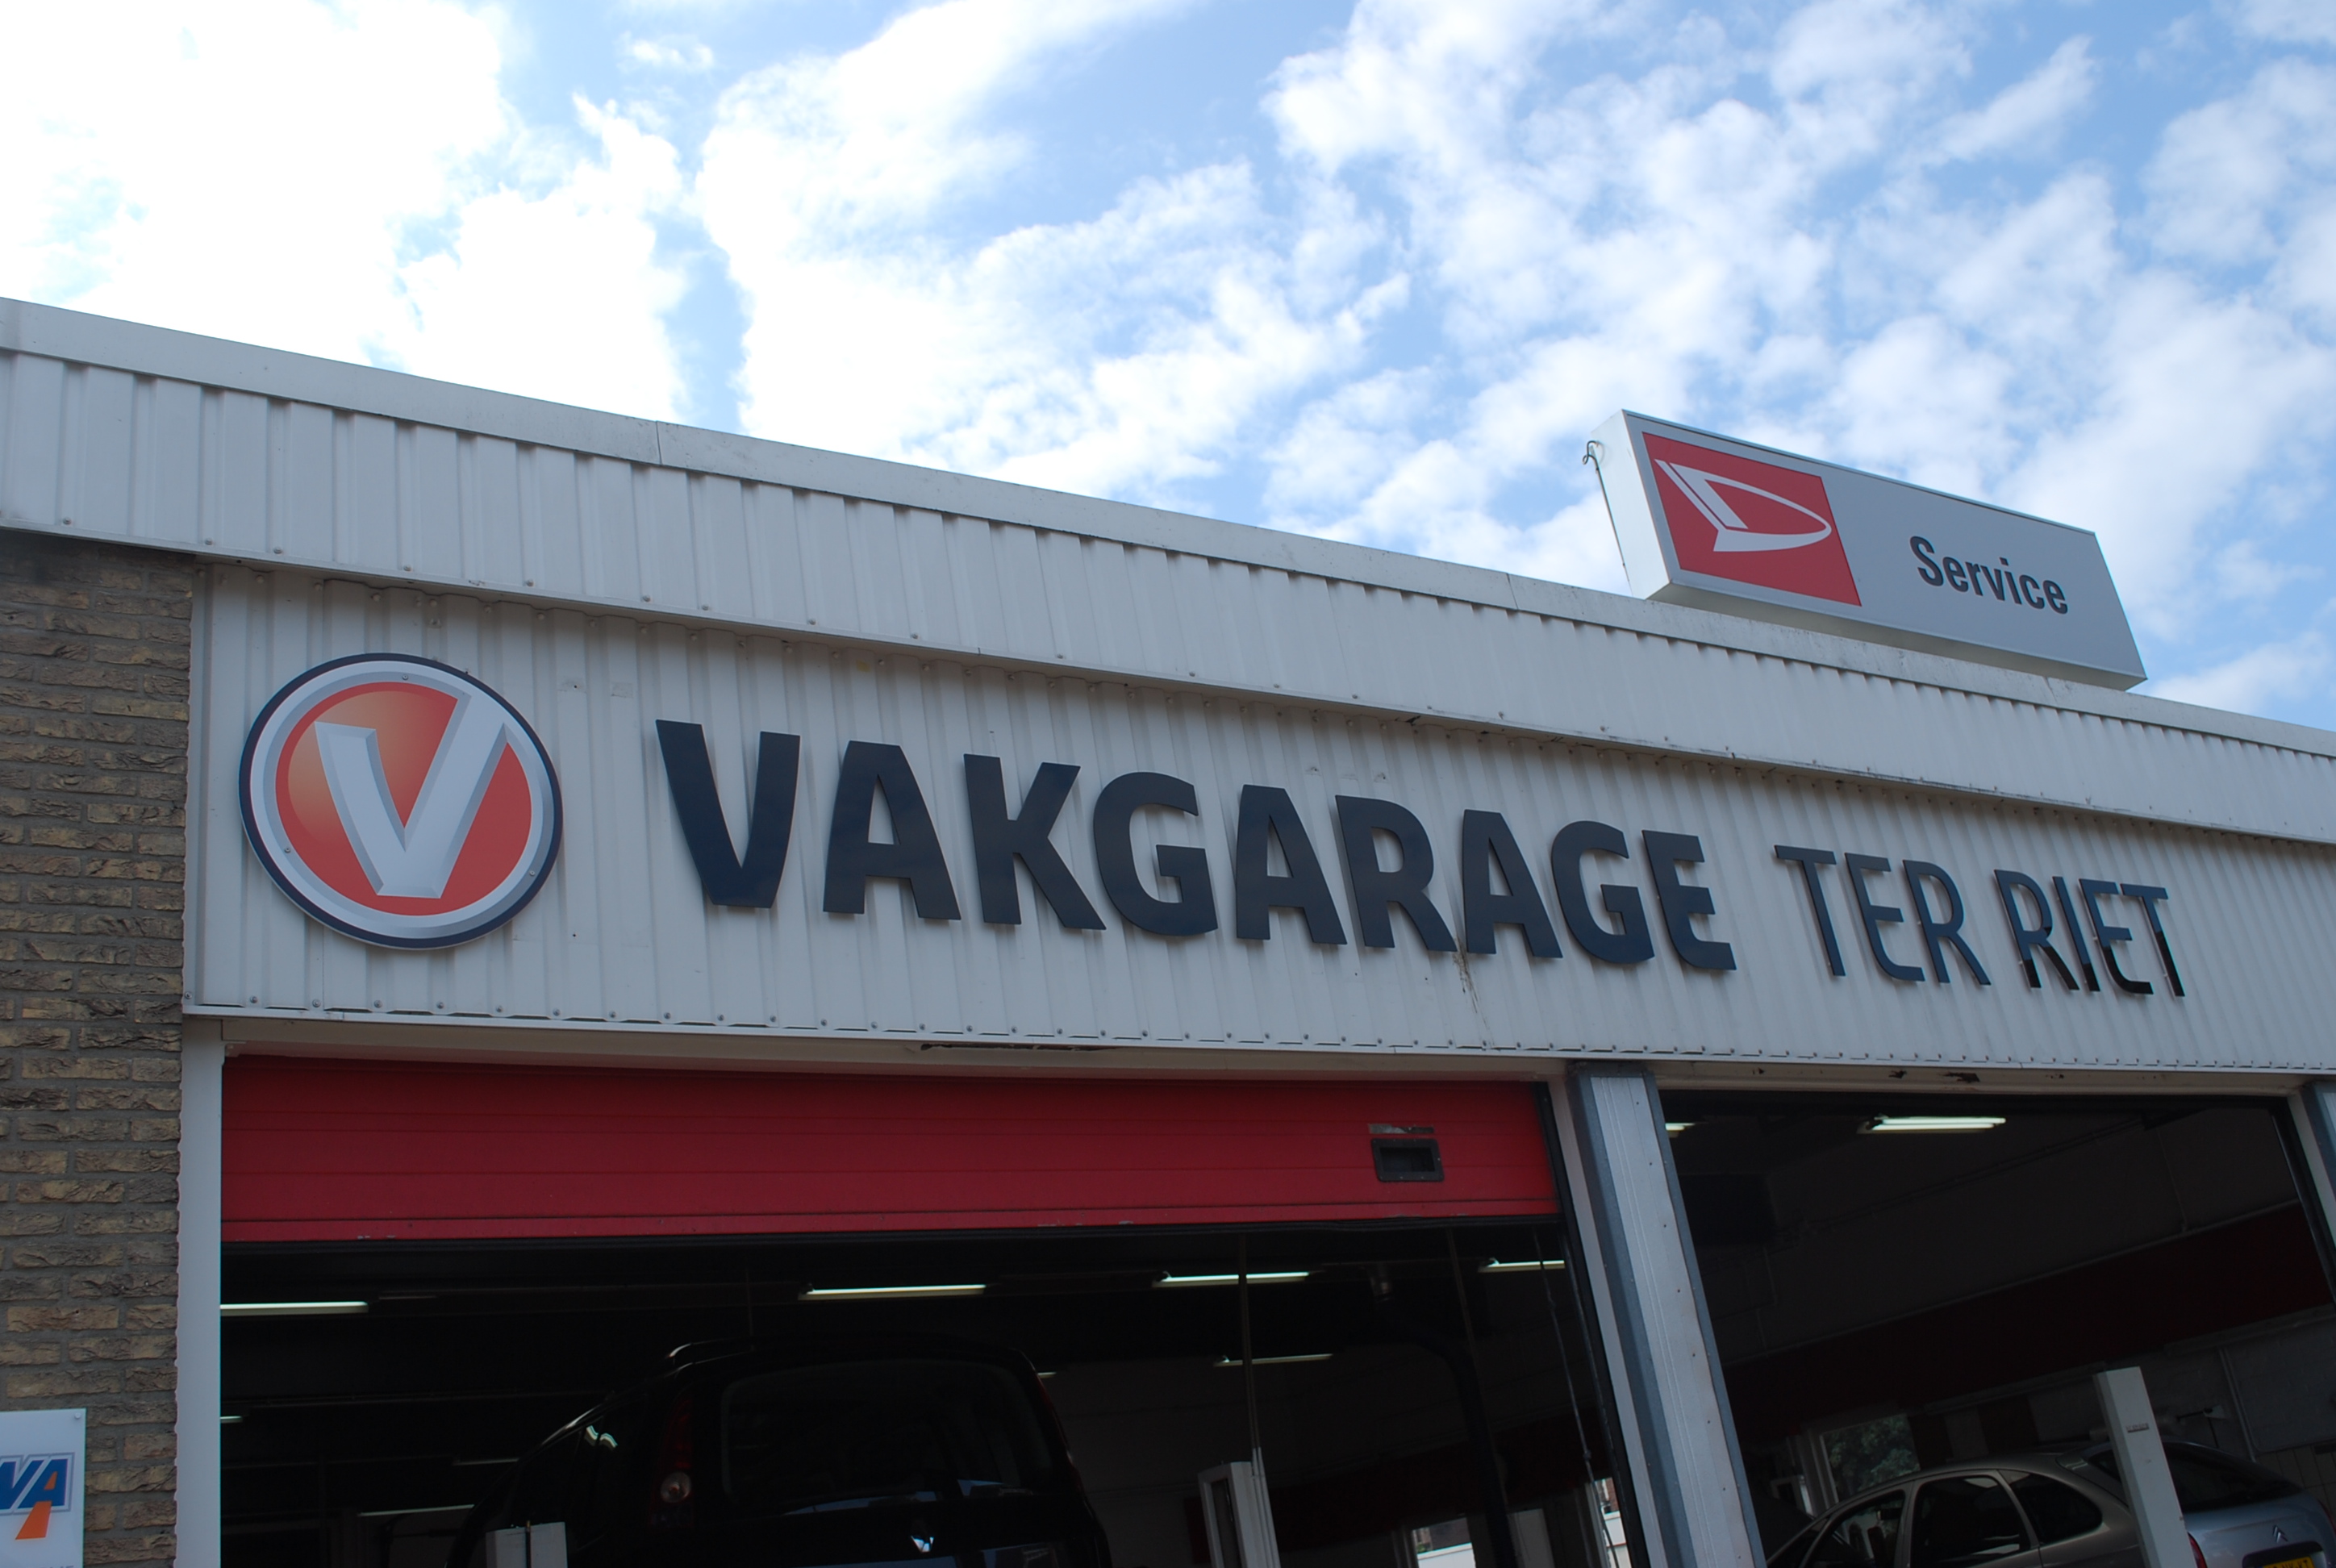 Service
V
VAKGARAGE TER RIET